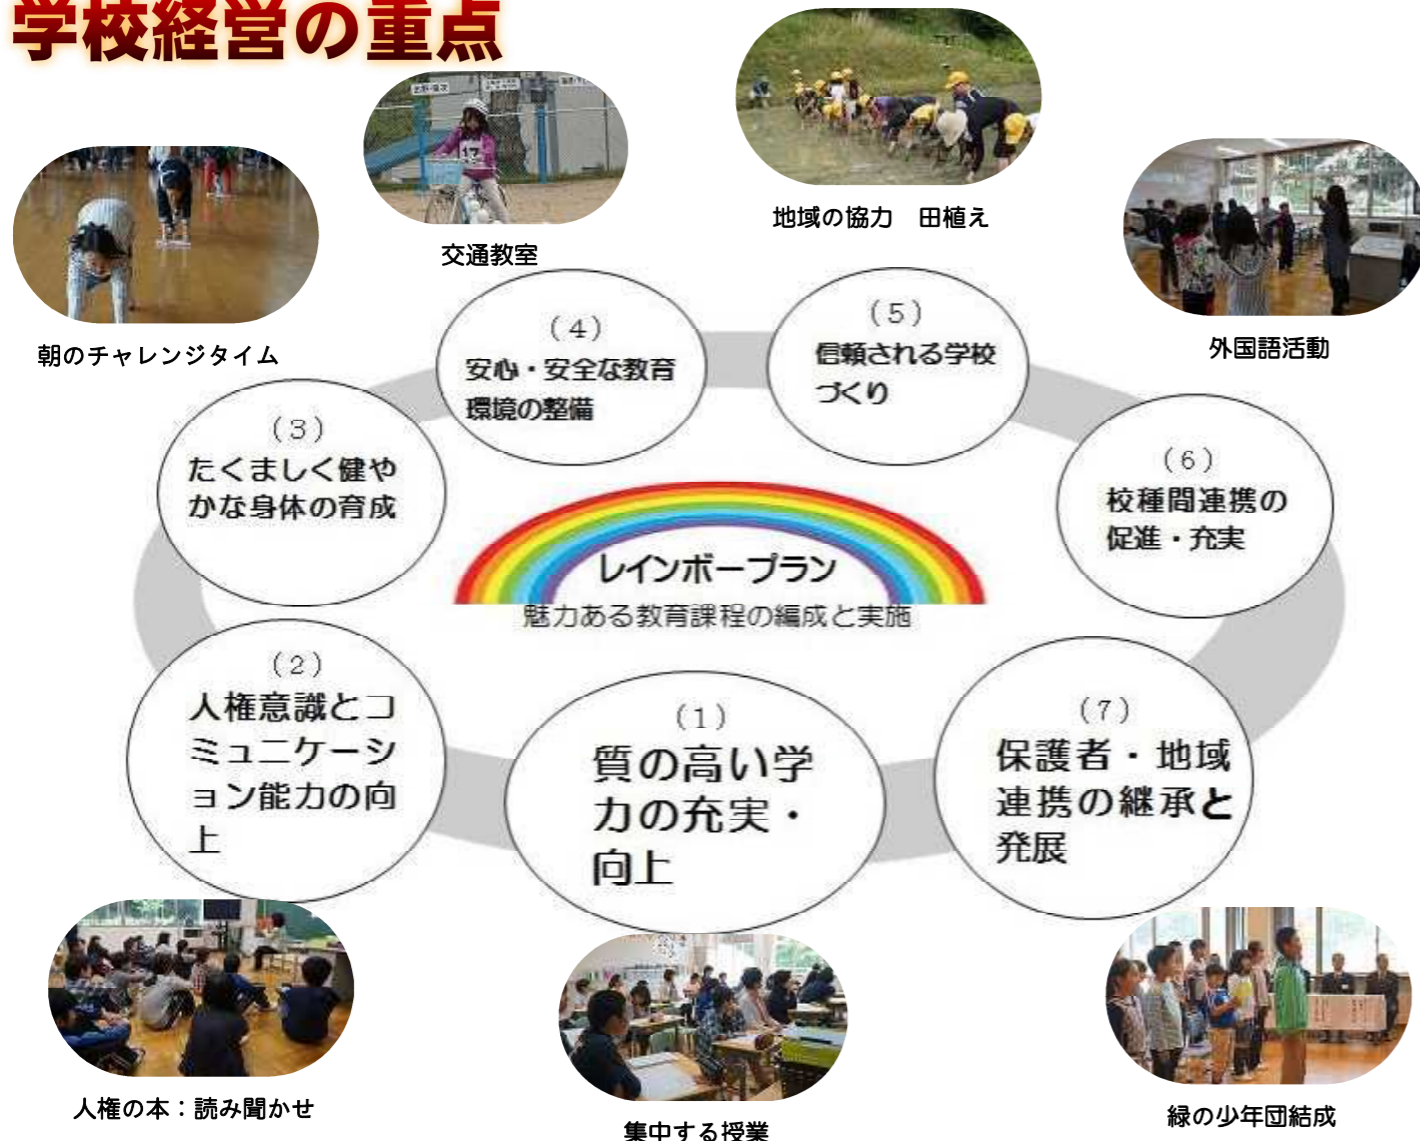 学校経営の重点
交通教室
地域の協力　田植え
朝のチャレンジタイム
外国語活動
（4）
安心・安全な教育
環境の整備
（5）
信頼される学校
づくり
（3）
たくましく健や
かな身体の育成
（6）
校種間連携の
促進・充実
レインボープラン
魅力ある教育課程の編成と実施
（2）
人権意識とコ
ミュニケーシ
ョン能力の向
上
（1）
質の高い学
力の充実・
向上
（7）
保護者・地域
連携の継承と
発展
人権の本：読み聞かせ
集中する授業
緑の少年団結成
17